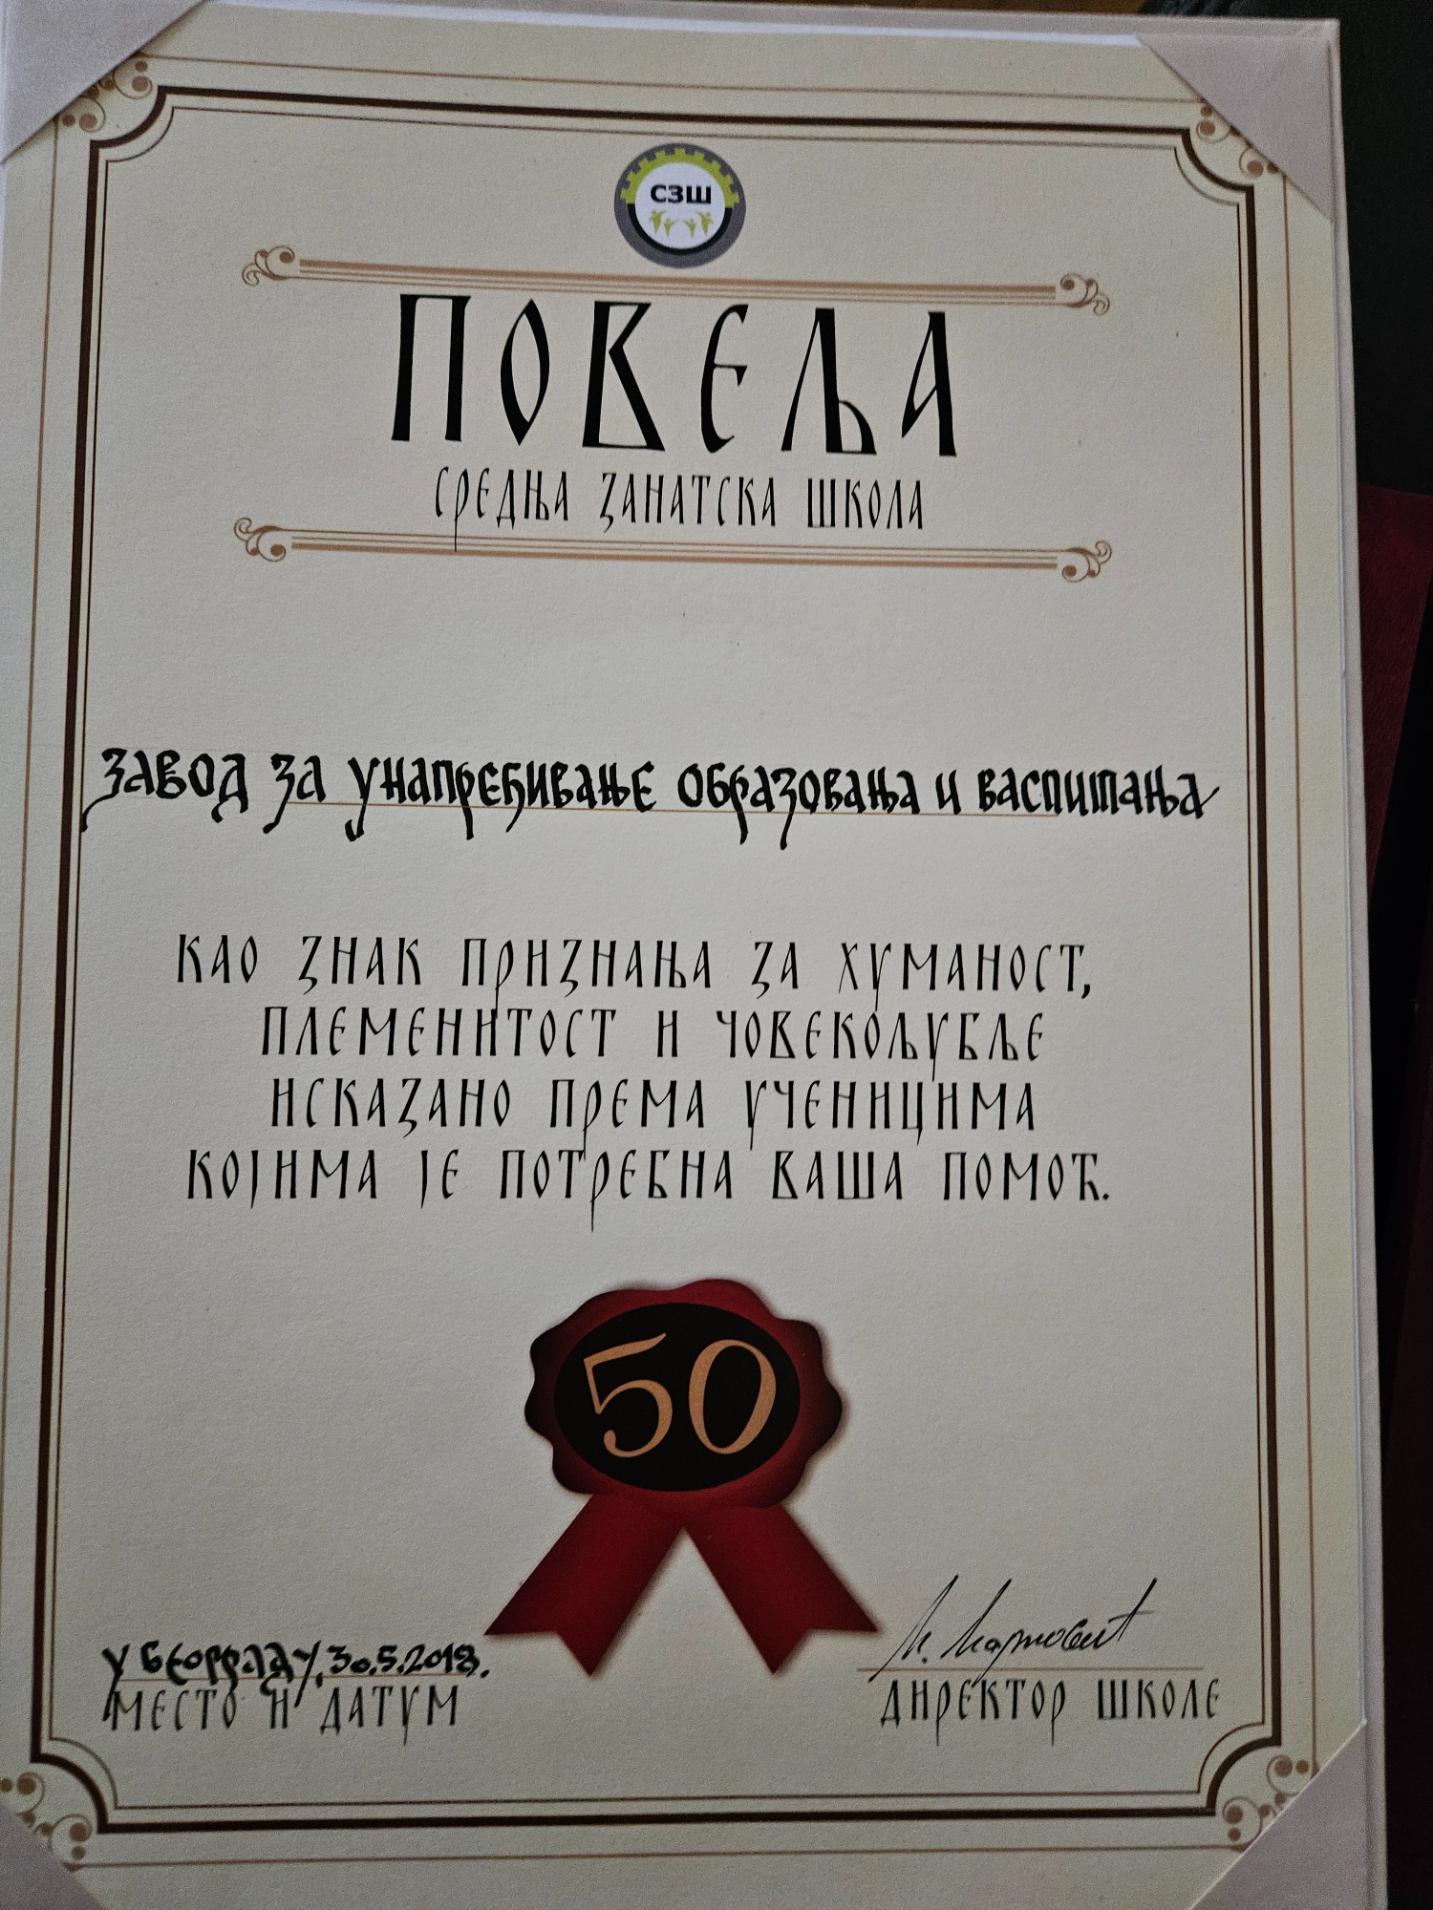 СЗШ
ПОВЕЉА
СРЕДЊА ЗАНАТСКА ШКОЛА
ЗАВОД ЗА УНАПРЕЂИВАЊЕ ОБРАЗОВАЊА И ВАСПИТАЊА
КАО ЗНАК ПРИЗНАЊА ЗА ХУМАНОСТ,
ПЛЕМЕНИТОСТ И ЧОВЕКОЉУБЉЕ
ИСКАЗАНО ПРЕМА УЧЕНИЦИМА
КОЈИМА ЈЕ ПОТРЕБНА ВАША ПОМОЋ.
50
У БЕОГРАДУ, 30.5.2018.
МЕСТО И ДАТУМ
ДИРЕКТОР ШКОЛЕ